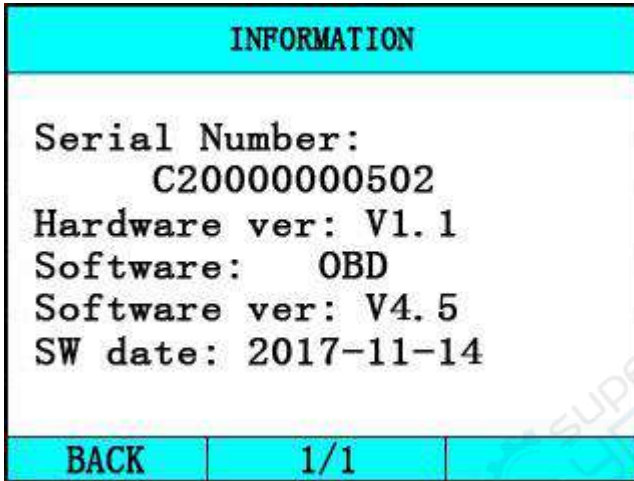 INFORMATION
Serial Number:
C20000000502
Hardware ver: V1.1
Software: OBD
Software ver: V4.5
SW date: 2017-11-14
BACK 1/1